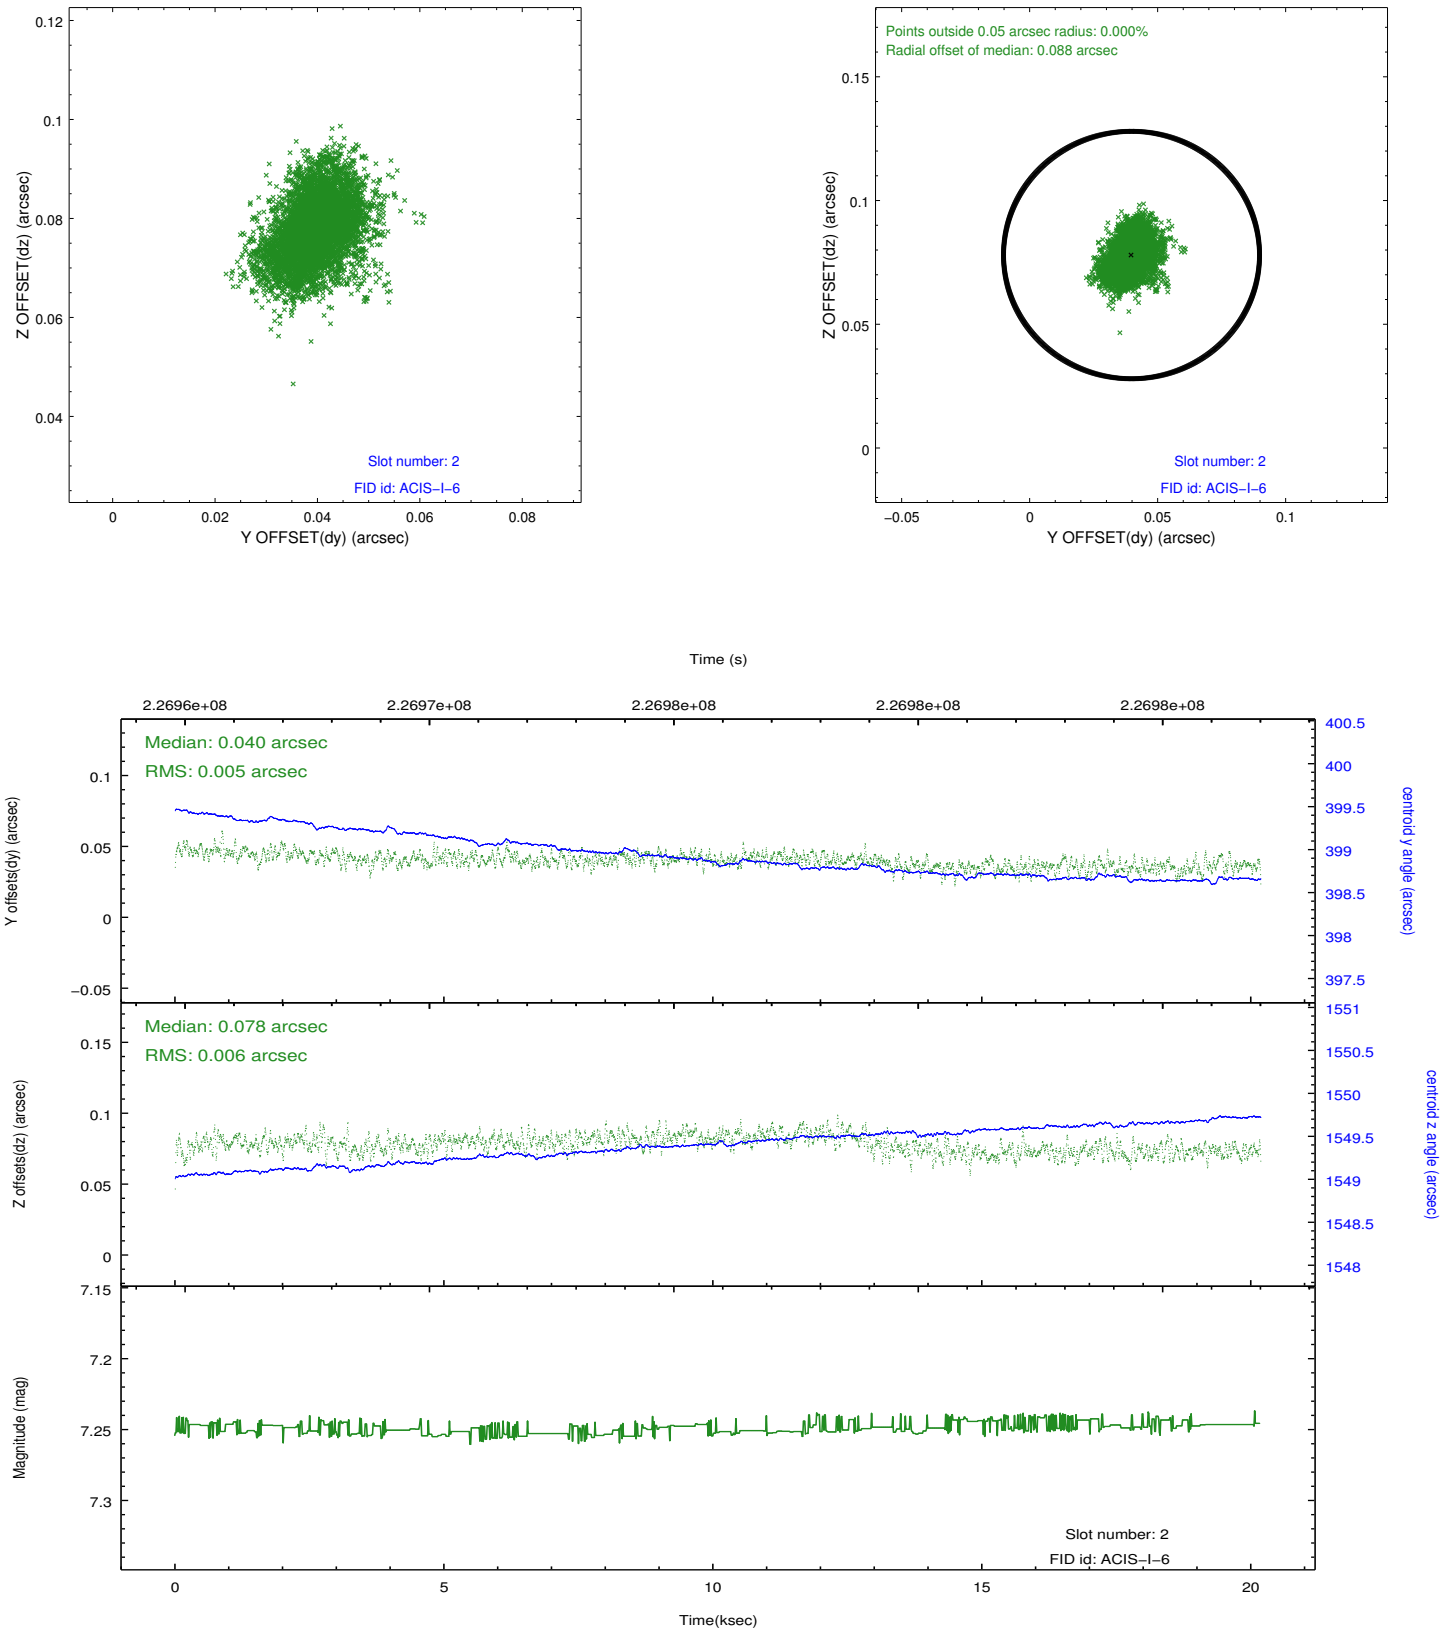 0.12
0.1
0.08
0.06
0.04
Z OFFSET(dz) (arcsec)
Slot number: 2
FID id: ACIS−I−6
0 0.02 0.04 0.06 0.08
Y OFFSET(dy) (arcsec)
Points outside 0.05 arcsec radius: 0.000%
Radial offset of median: 0.088 arcsec
0.15
0.1
0.05
0
Z OFFSET(dz) (arcsec)
Slot number: 2
FID id: ACIS−I−6
−0.05 0 0.05 0.1
Y OFFSET(dy) (arcsec)
Time (s)
2.2696e+08 2.2697e+08 2.2698e+08 2.2698e+08 2.2698e+08
Median: 0.040 arcsec
RMS: 0.005 arcsec
0.1
0.05
0
−0.05
Y offsets(dy) (arcsec)
400.5
400
399.5
399
398.5
398
397.5
centroid y angle (arcsec)
Median: 0.078 arcsec
RMS: 0.006 arcsec
0.15
0.1
0.05
0
Z offsets(dz) (arcsec)
1551
1550.5
1550
1549.5
1549
1548.5
1548
centroid z angle (arcsec)
7.15
7.2
7.25
7.3
Magnitude (mag)
Slot number: 2
FID id: ACIS−I−6
0 5 10 15 20
Time(ksec)